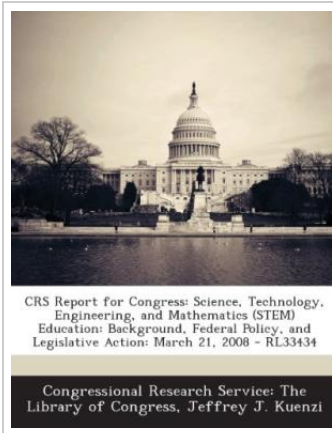 CRS Report for Congress: Science, Technology,
Engineering, and Mathematics (STEM)
Education: Background, Federal Policy, and
Legislative Action: March 21, 2008 - RL33434
Congressional Research Service: The
Library of Congress, Jeffrey J. Kuenzi